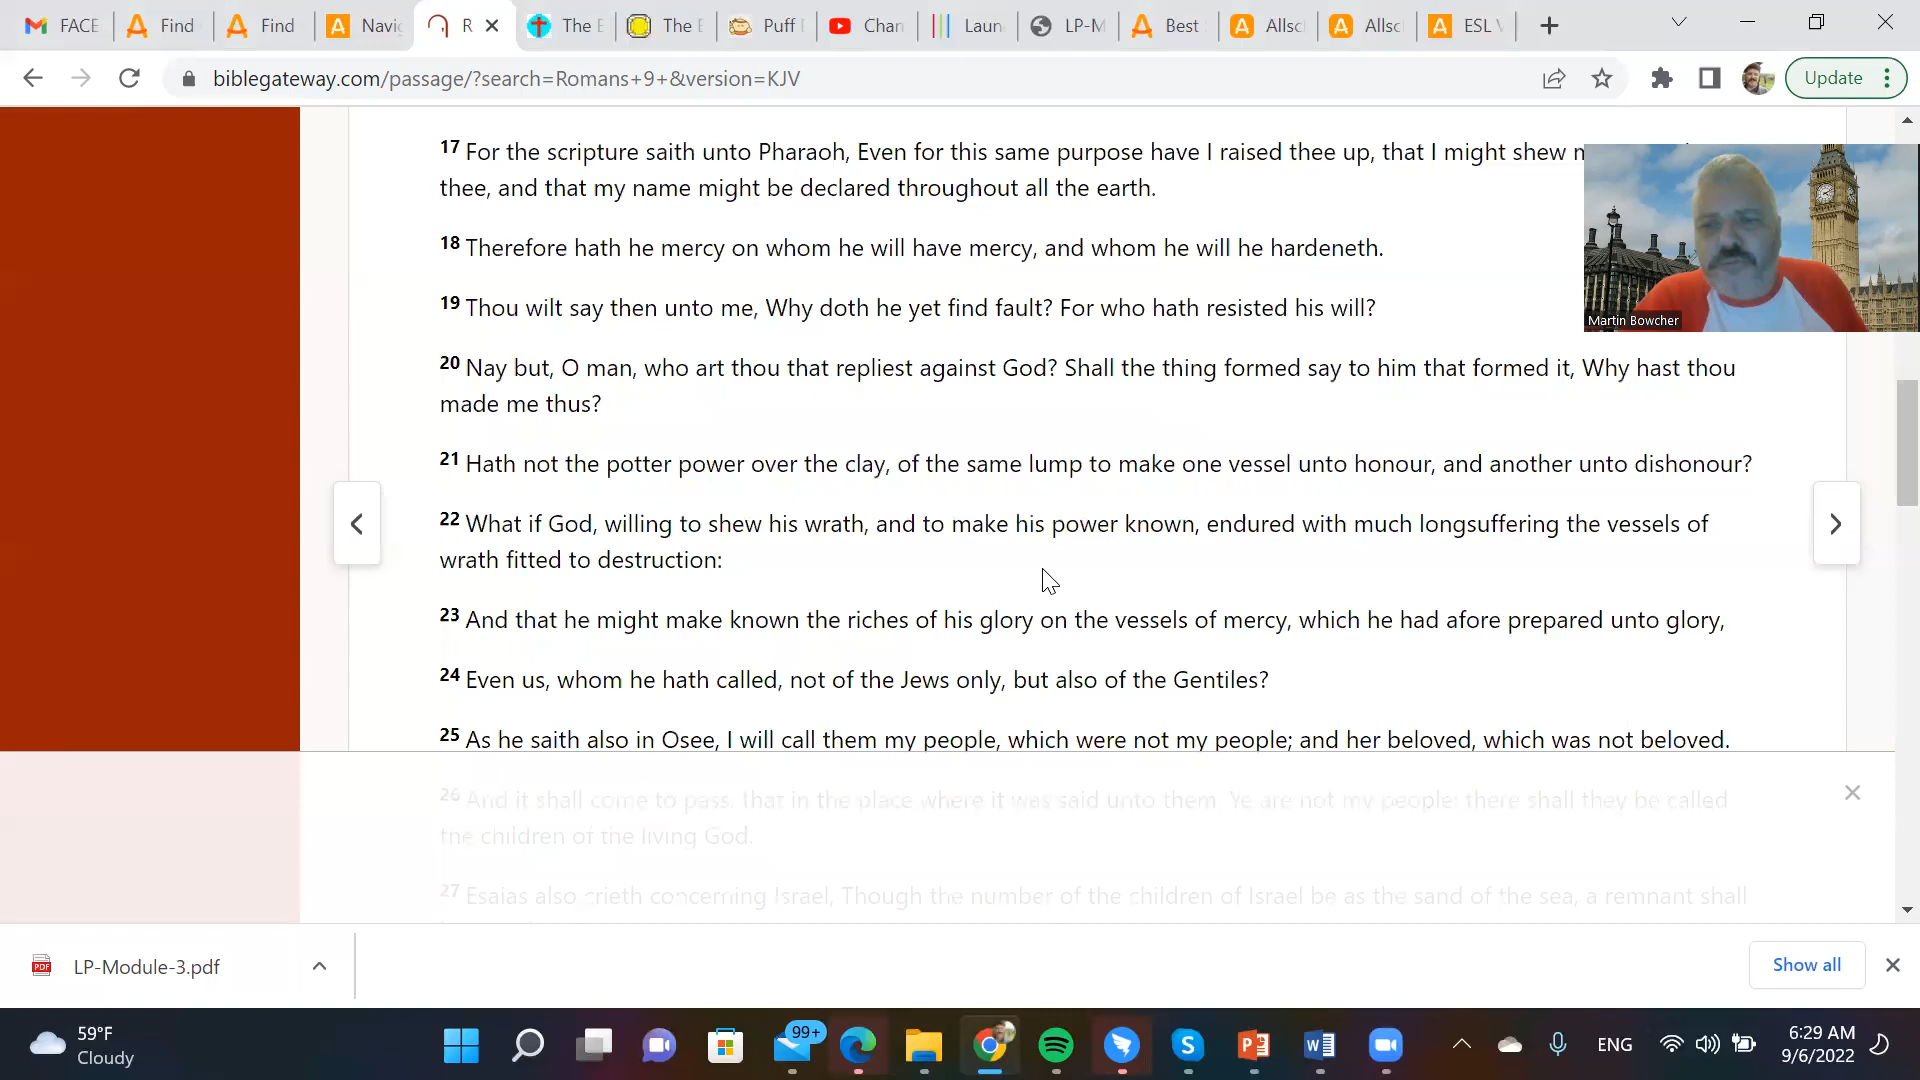 FACE
Find
Find
Navi
R
The B
The E
Puff
Chan
Laun
LP-M
Best
Allsc
Allsc
ESL V
biblegateway.com/passage/?search=Romans+9+&version=KJV
Update
17 For the scripture saith unto Pharaoh, Even for this same purpose have I raised thee up, that I might shew
thee, and that my name might be declared throughout all the earth.
18 Therefore hath he mercy on whom he will have mercy, and whom he will he hardeneth.
Martin Bowcher
19 Thou wilt say then unto me, Why doth he yet find fault? For who hath resisted his will?
20 Nay but, O man, who art thou that repliest against God? Shall the thing formed say to him that formed it, Why hast thou
made me thus?
21 Hath not the potter power over the clay, of the same lump to make one vessel unto honour, and another unto dishonour?
22 What if God, willing to shew his wrath, and to make his power known, endured with much longsuffering the vessels of
wrath fitted to destruction:
23 And that he might make known the riches of his glory on the vessels of mercy, which he had afore prepared unto glory,
24 Even us, whom he hath called, not of the Jews only, but also of the Gentiles?
25 As he saith also in Osee, I will call them my people, which were not my people; and her beloved, which was not beloved.
26 And it shall come to pass, that in the place where it was said unto them, Ye are not my people; there shall they be called
the children of the living God.
27 Esaias also crieth concerning Israel, Though the number of the children of Israel be as the sand of the sea, a remnant shall
PDF
LP-Module-3.pdf
Show all
59°F
Cloudy
99+
ENG
6:29 AM
9/6/2022